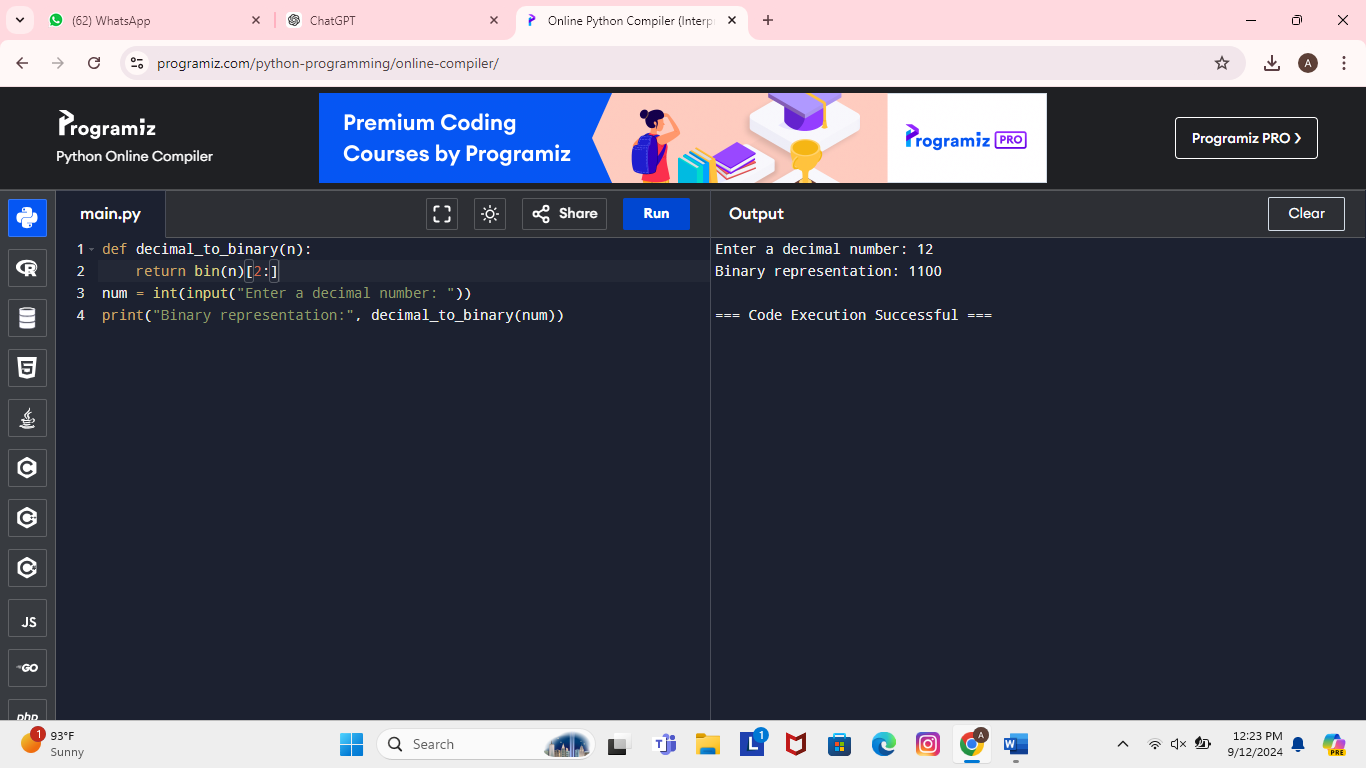 (62) WhatsApp
ChatGPT
Online Python Compiler (Interp
programiz.com/python-programming/online-compiler/
A
Programiz
Python Online Compiler
Premium Coding
Courses by Programiz
Programiz PRO
Programiz PRO
main.py
Share
Run
Output
Clear
1 def decimal_to_binary(n):
2     return bin(n)[2:]
3 num = int(input("Enter a decimal number: "))
4 print("Binary representation:", decimal_to_binary(num))
Enter a decimal number: 12
Binary representation: 1100
=== Code Execution Successful ===
JS
GO
php
1
93°F
Sunny
Search
L
1
A
W
12:23 PM
9/12/2024
PRE